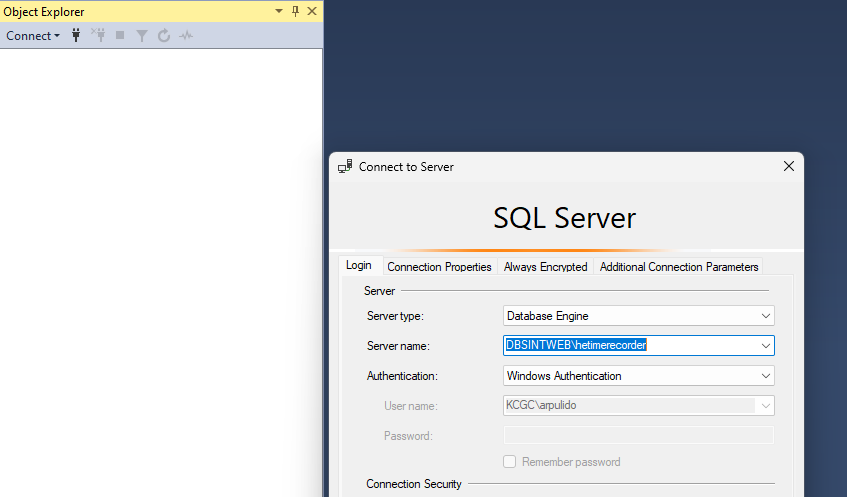 Object Explorer
Connect
Connect to Server
SQL Server
Login Connection Properties Always Encrypted Additional Connection Parameters
Server
Server type: Database Engine
Server name: DBSINTWEB\hetimerecorder
Authentication: Windows Authentication
User name: KCGC\arpulido
Password:
Remember password
Connection Security